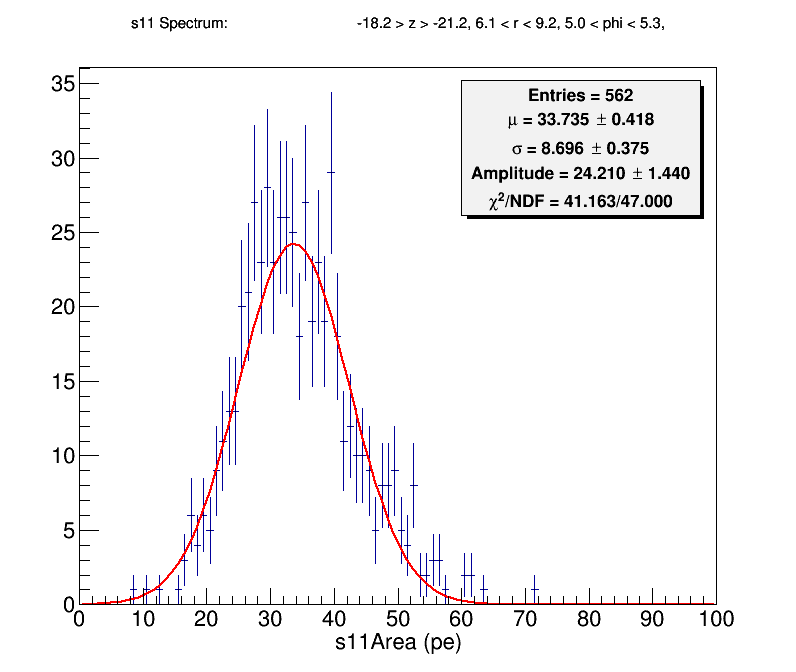 s11 Spectrum: -18.2 > z > -21.2, 6.1 < r < 9.2, 5.0 < phi < 5.3,
Entries = 562
μ = 33.735 ± 0.418
σ = 8.696 ± 0.375
Amplitude = 24.210 ± 1.440
χ²/NDF = 41.163/47.000
35
30
25
20
15
10
5
0
0 10 20 30 40 50 60 70 80 90 100
s11Area (pe)